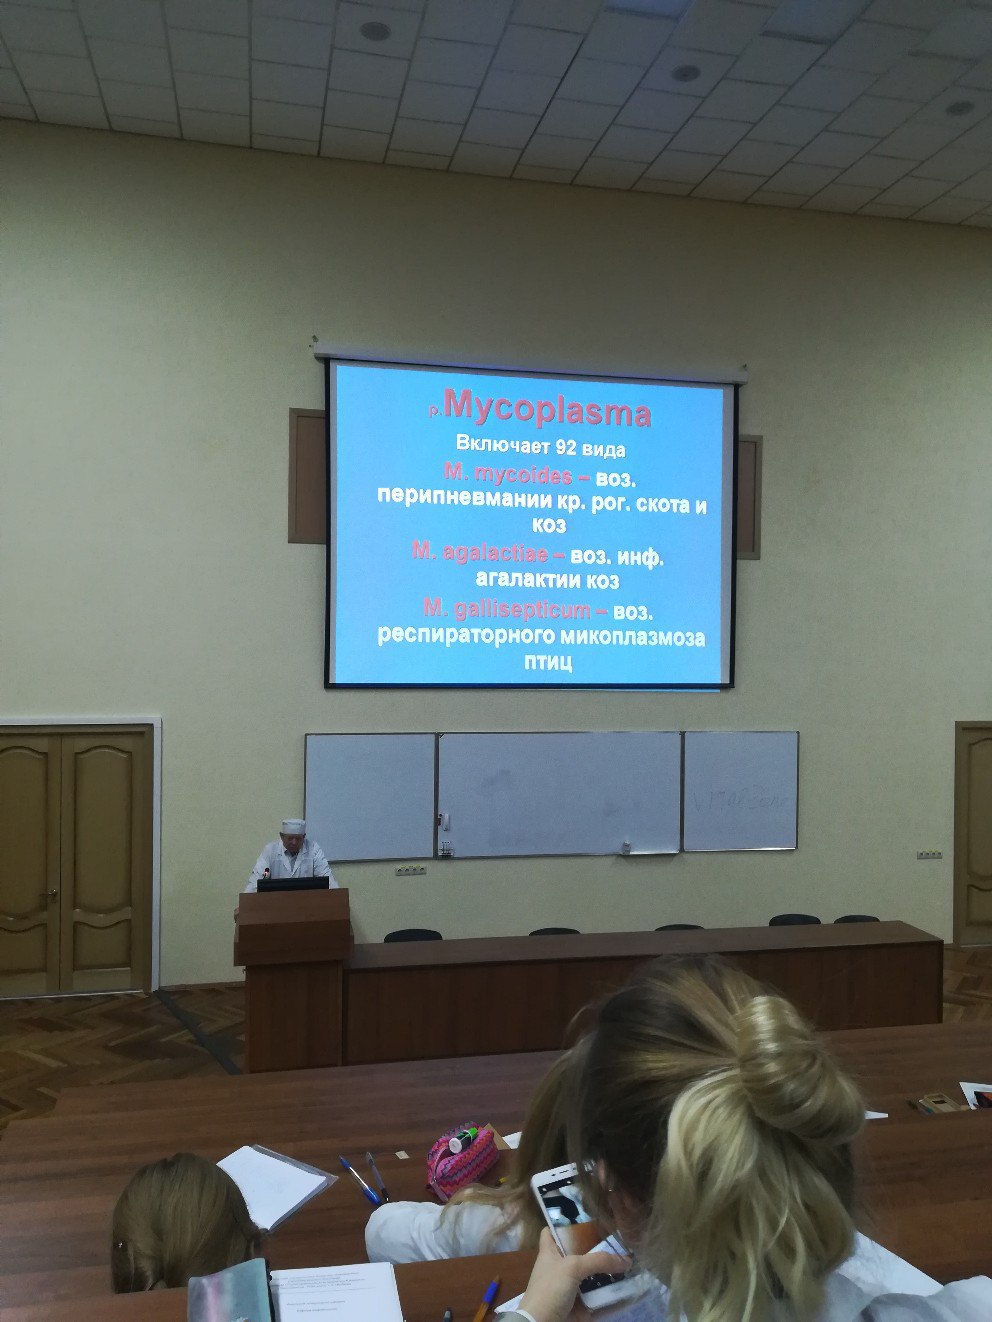 р.Mycoplasma
Включает 92 вида
M. mycoides – воз.
перипневмании кр. рог. скота и
коз
M. agalactiae – воз. инф.
агалактии коз
M. gallisepticum – воз.
респираторного микоплазмоза
птиц